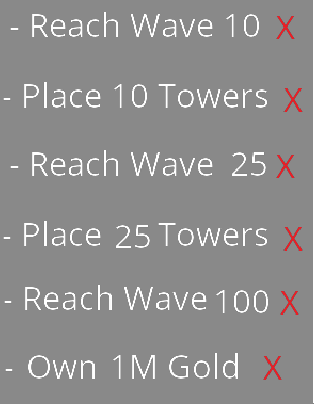 - Reach Wave 10 X
- Place 10 Towers X
- Reach Wave 25 X
- Place 25 Towers X
- Reach Wave 100 X
- Own 1M Gold X